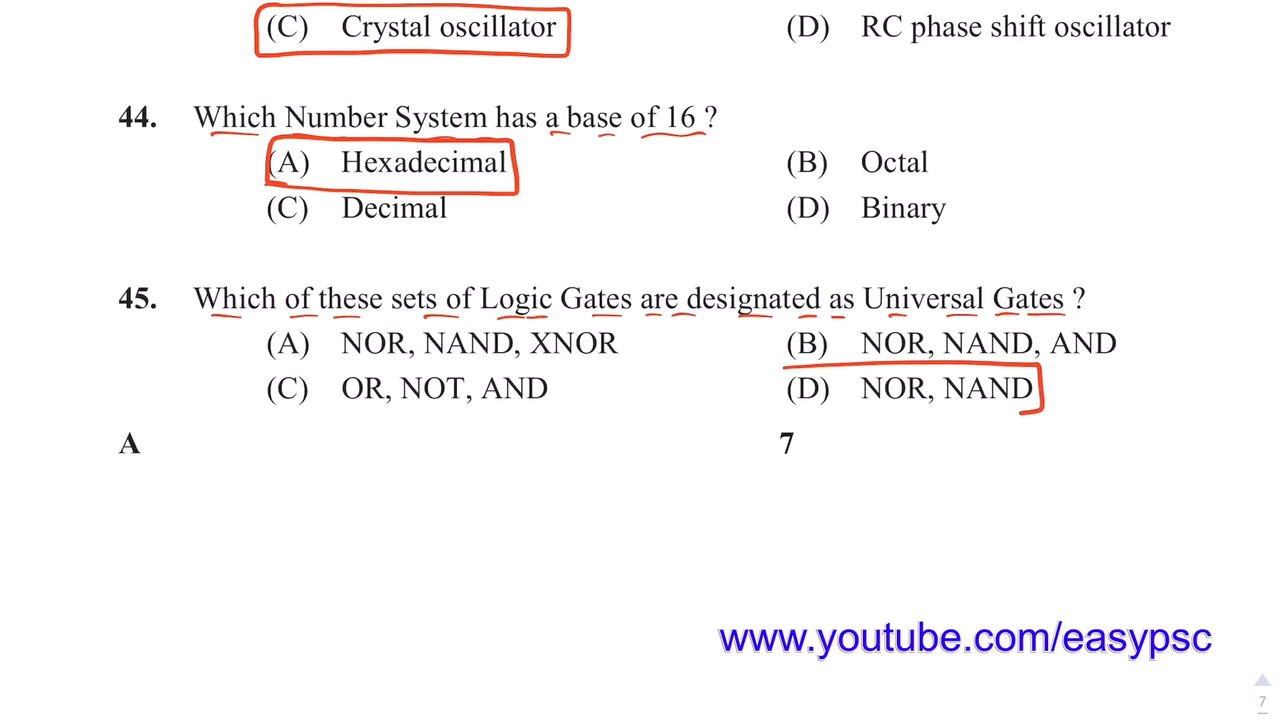 (C) Crystal oscillator (D) RC phase shift oscillator
44. Which Number System has a base of 16 ?
(A) Hexadecimal (B) Octal
(C) Decimal (D) Binary
45. Which of these sets of Logic Gates are designated as Universal Gates ?
(A) NOR, NAND, XNOR (B) NOR, NAND, AND
(C) OR, NOT, AND (D) NOR, NAND
A 7
www.youtube.com/easypsc
7